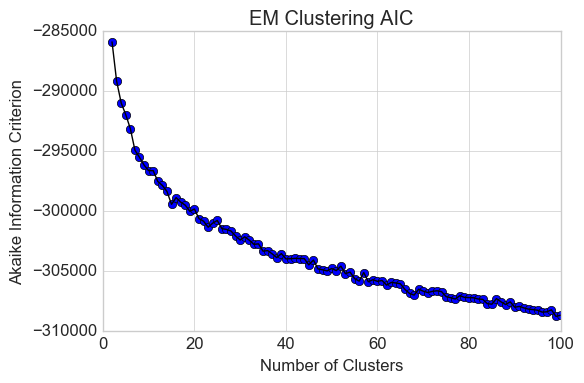 EM Clustering AIC
Akaike Information Criterion
−285000
−290000
−295000
−300000
−305000
−310000
0 20 40 60 80 100
Number of Clusters